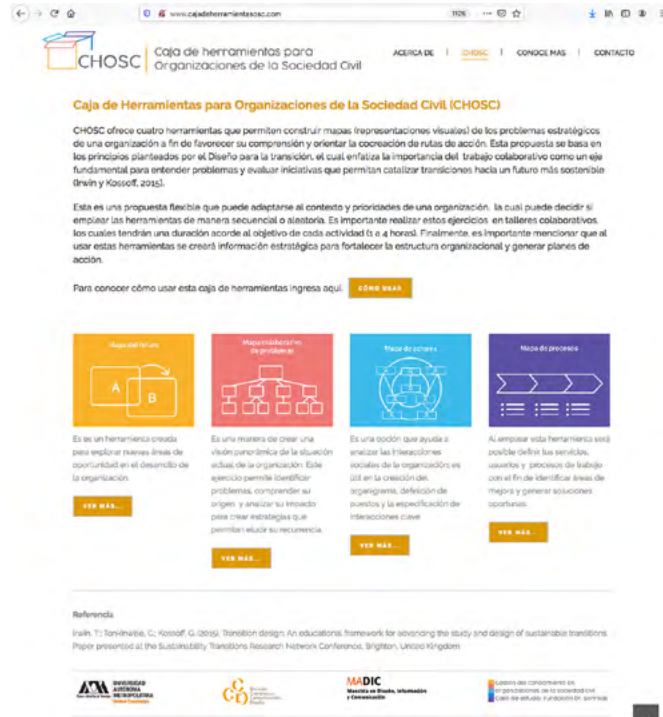 www.cajadeherramientasosc.com
110%
CHOSC
Caja de herramientas para
Organizaciones de la Sociedad Civil
ACERCA DE | CHOSC | CONOCE MAS | CONTACTO
Caja de Herramientas para Organizaciones de la Sociedad Civil (CHOSC)
CHOSC ofrece cuatro herramientas que permiten construir mapas (representaciones visuales) de los problemas estratégicos
de una organización a fin de favorecer su comprensión y orientar la cocreación de rutas de acción. Esta propuesta se basa en
los principios planteados por el Diseño para la transición, el cual enfatiza la importancia del trabajo colaborativo como un eje
fundamental para entender problemas y evaluar iniciativas que permitan catalizar transiciones hacia un futuro más sostenible
(Irwin y Kossoff, 2015).
Esta es una propuesta flexible que puede adaptarse al contexto y prioridades de una organización, la cual puede decidir si
emplear las herramientas de manera secuencial o aleatoria. Es importante realizar estos ejercicios en talleres colaborativos,
los cuales tendrán una duración acorde al objetivo de cada actividad (1 a 4 horas). Finalmente, es importante mencionar que al
usar estas herramientas se creará información estratégica para fortalecer la estructura organizacional y generar planes de
acción.
Para conocer cómo usar esta caja de herramientas ingresa aquí.
CÓMO USAR
Mapa del futuro
A
B
Es es un herramienta creada
para explorar nuevas áreas de
oportunidad en el desarrollo de
la organización.
VER MÁS...
Mapa colaborativo
de problemas
Es una manera de crear una
visión panorámica de la situación
actual de la organización. Este
ejercicio permite identificar
problemas, comprender su
origen y analizar su impacto
para crear estrategias que
permitan eludir su recurrencia.
VER MÁS...
Mapa de actores
Es una opción que ayuda a
analizar las interacciones
sociales de la organización; es
útil en la creación del
organigrama, definición de
puestos y la especificación de
interacciones clave
VER MÁS...
Mapa de procesos
Al emplear esta herramienta será
posible definir tus servicios,
usuarios y procesos de trabajo
con el fin de identificar áreas de
mejora y generar soluciones
oportunas.
VER MÁS...
Referencia
Irwin, T.; Tonkinwise, C.; Kossoff, G. (2015). Transition design: An educational framework for advancing the study and design of sustainable transitions.
Paper presented at the Sustainability Transitions Research Network Conference, Brighton, United Kingdom
UNIVERSIDAD
AUTÓNOMA
METROPOLITANA
MADIC
Maestría en Diseño, Información
y Comunicación
Gestión del conocimiento en
organizaciones de la sociedad civil